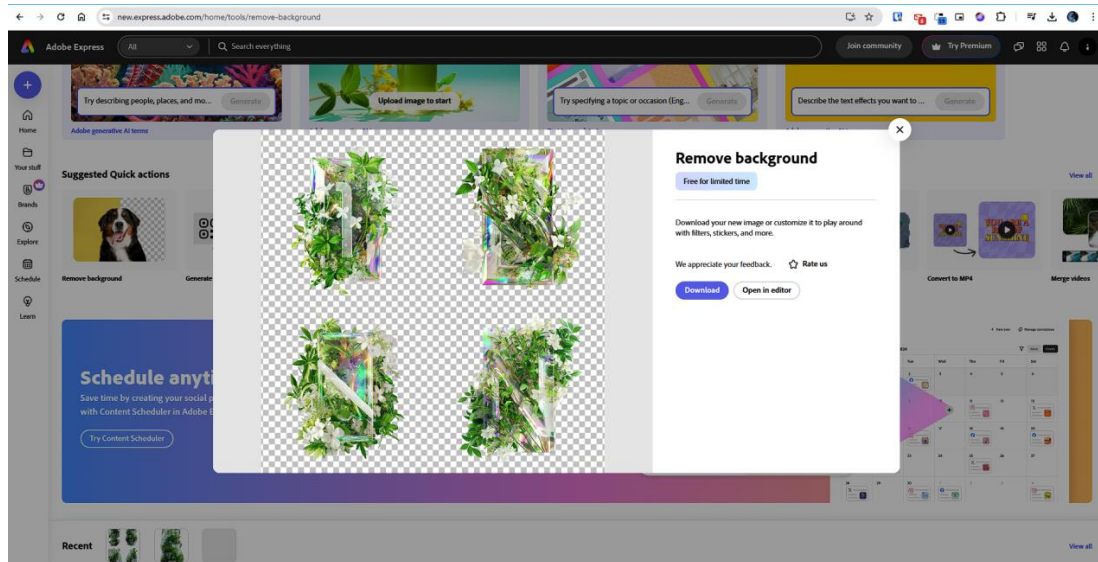 new.express.adobe.com/home/tools/remove-background
Adobe Express
All
Search everything
Join community
Try Premium
Try describing people, places, and mo...
Generate
Upload image to start
Try specifying a topic or occasion (Eng...
Generate
Describe the text effects you want to ...
Generate
Adobe generative AI terms
Home
Your stuff
Brands
Explore
Schedule
Learn
Suggested Quick actions
View all
Remove background
Generate
Convert to MP4
Merge videos
Remove background
Free for limited time
Download your new image or customize it to play around
with filters, stickers, and more.
We appreciate your feedback.
Rate us
Download
Open in editor
Schedule anyti
Save time by creating your social p
with Content Scheduler in Adobe E
Try Content Scheduler
Recent
View all